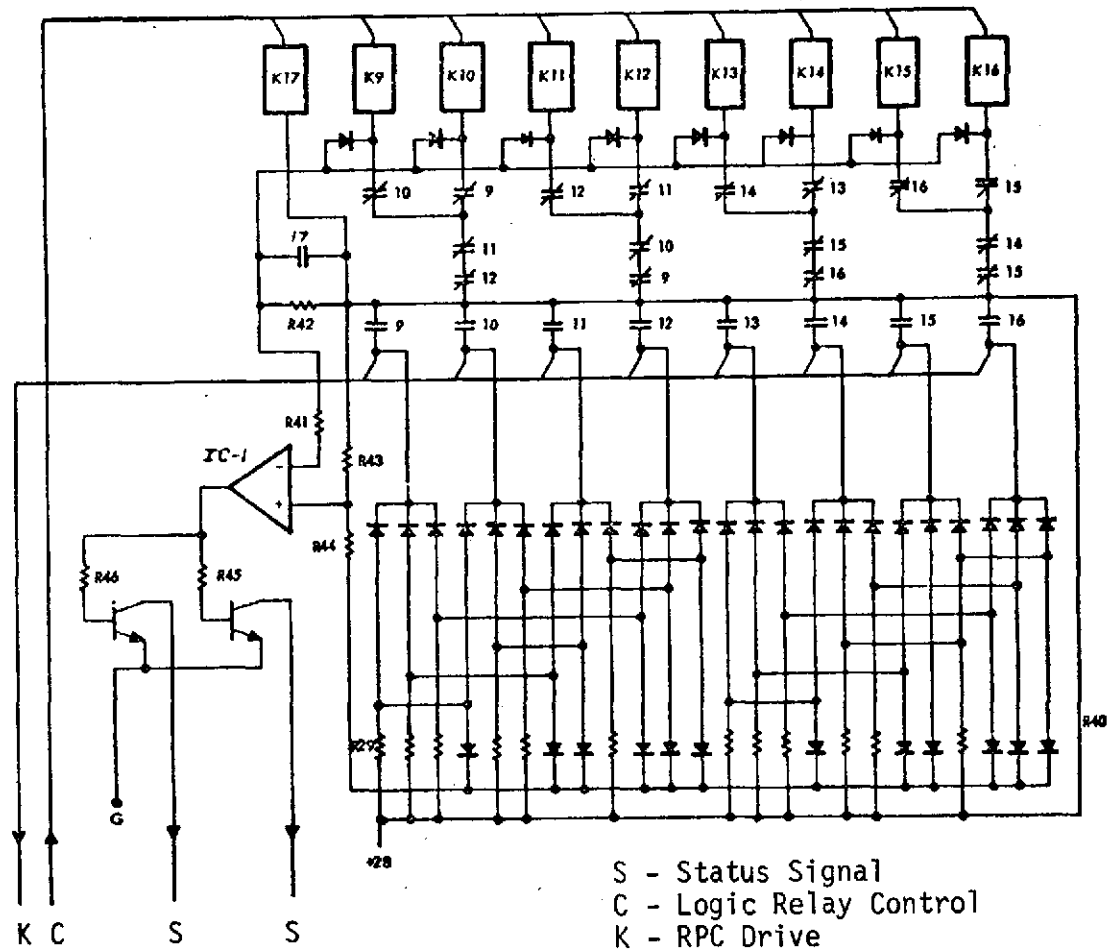 K17 K9 K10 K11 K12 K13 K14 K15 K16
10 9 12 11 14 13 16 15
17 11 10 15 14
12 9 16 15
R42 9 10 11 12 13 14 15 16
R41
IC-1
-
R43
+
R44
R46 R45
R29 R40
G
+28
S - Status Signal
C - Logic Relay Control
K - RPC Drive
K C S S